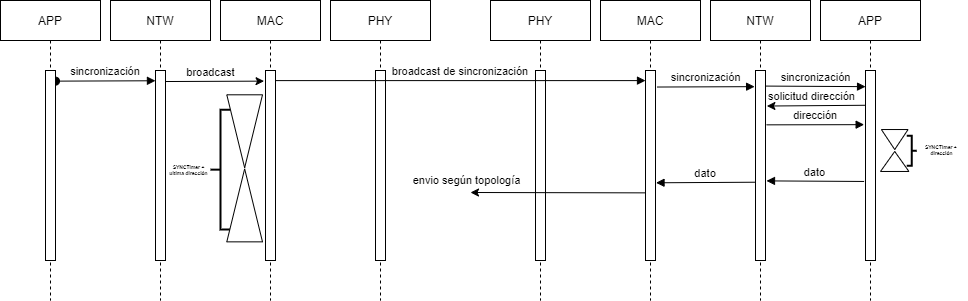 APP
NTW
MAC
PHY
PHY
MAC
NTW
APP
sincronización
broadcast
broadcast de sincronización
sincronización
sincronización
solicitud dirección
dirección
SYNCTimer *
ultima dirección
SYNCTimer *
dirección
envio según topología
dato
dato